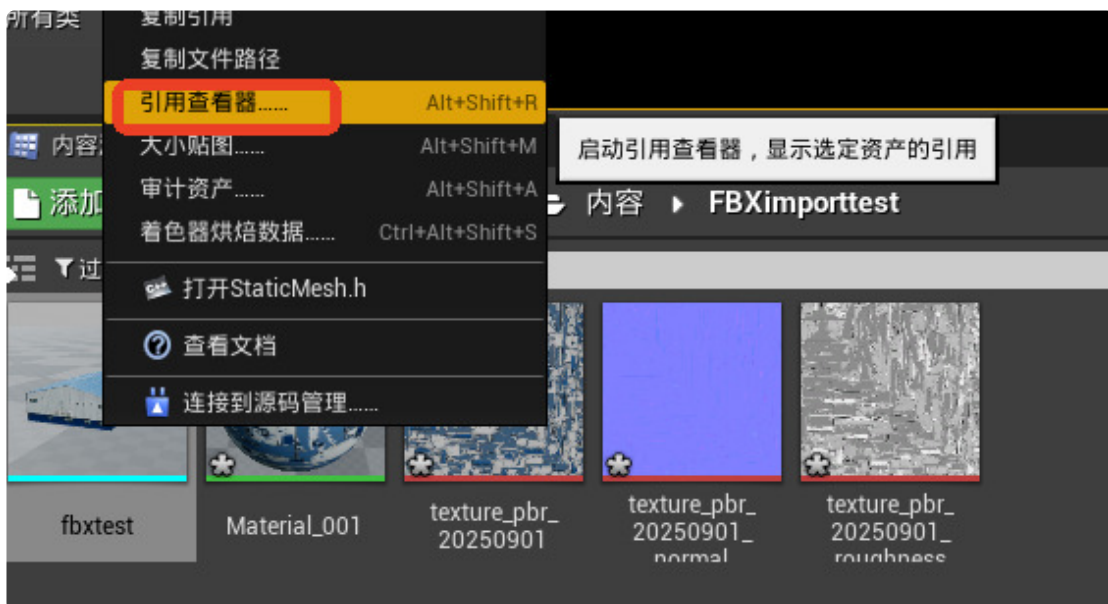 所有类
复制引用
复制文件路径
引用查看器…… Alt+Shift+R
内容
大小贴图…… Alt+Shift+M
启动引用查看器，显示选定资产的引用
添加
审计资产…… Alt+Shift+A
内容 ▸ FBXimporttest
着色器烘焙数据…… Ctrl+Alt+Shift+S
过
打开StaticMesh.h
查看文档
连接到源码管理……
fbxtest
Material_001
texture_pbr_
20250901
texture_pbr_
20250901_
normal
texture_pbr_
20250901_
roughness